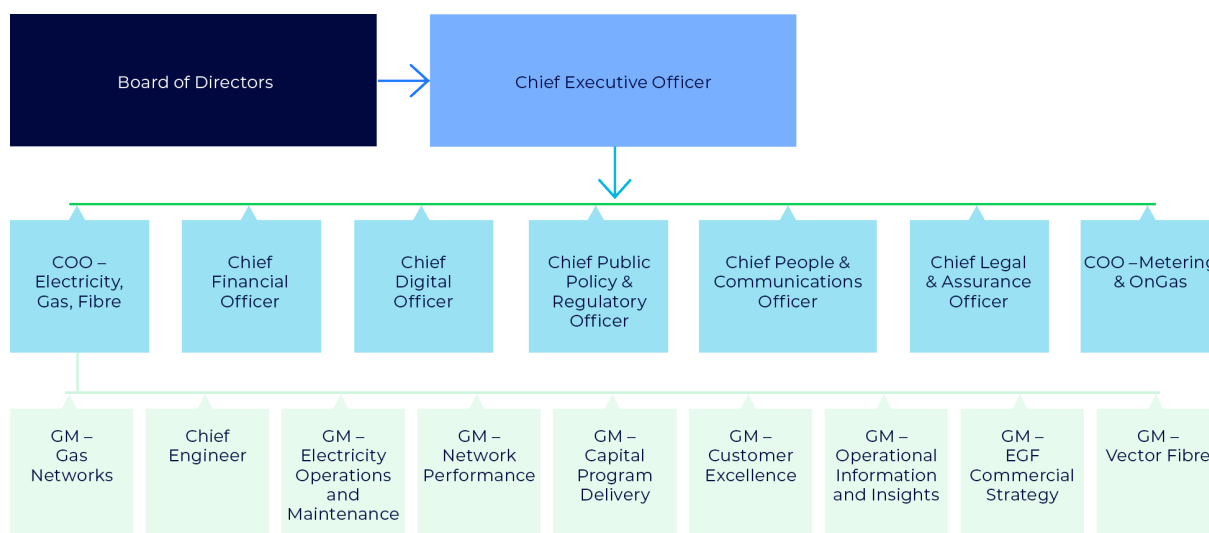 Board of Directors
Chief Executive Officer
COO –
Electricity,
Gas, Fibre
Chief
Financial
Officer
Chief
Digital
Officer
Chief Public
Policy &
Regulatory
Officer
Chief People &
Communications
Officer
Chief Legal
& Assurance
Officer
COO –Metering
& OnGas
GM –
Gas
Networks
Chief
Engineer
GM –
Electricity
Operations
and
Maintenance
GM –
Network
Performance
GM –
Capital
Program
Delivery
GM –
Customer
Excellence
GM –
Operational
Information
and Insights
GM –
EGF
Commercial
Strategy
GM –
Vector Fibre